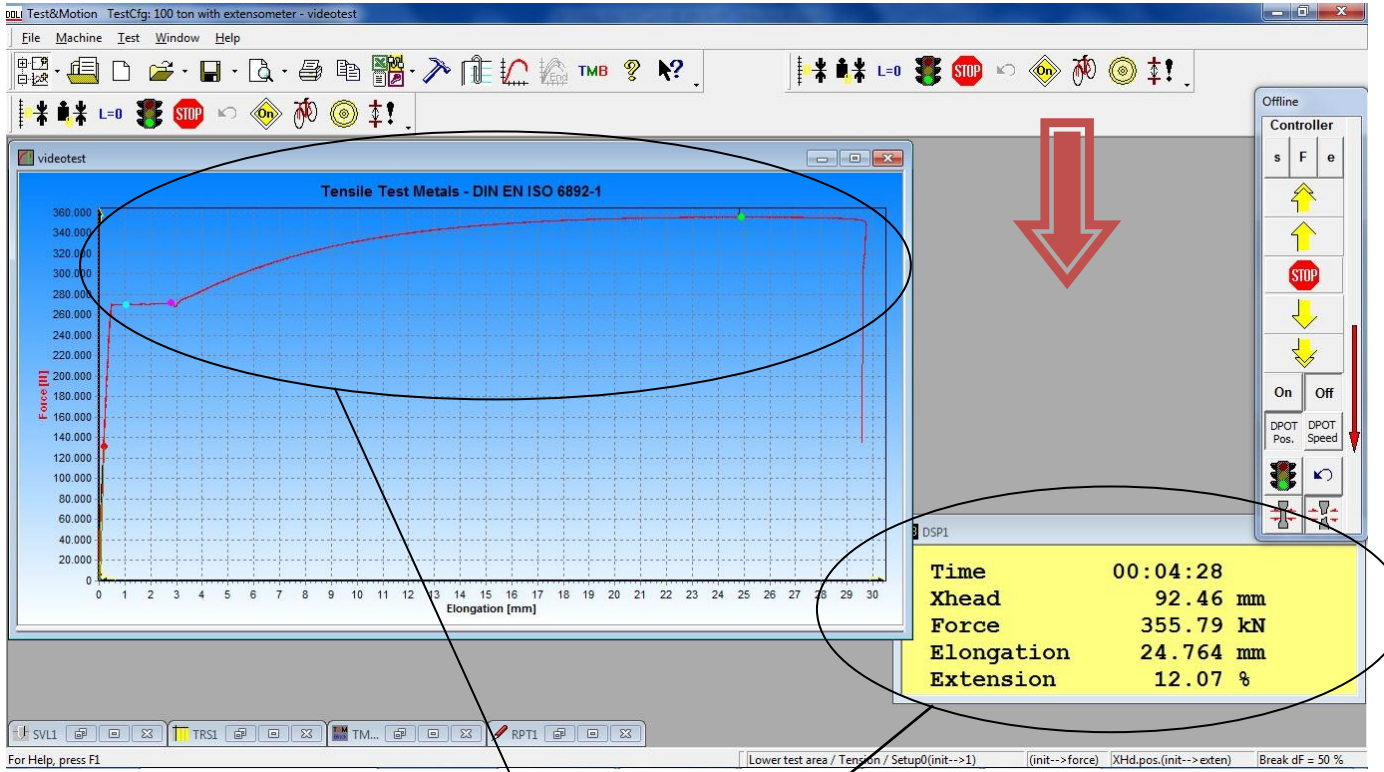 DOLI Test&Motion TestCfg: 100 ton with extensometer - videotest
File Machine Test Window Help
End TMB L=0 STOP On
L=0 STOP On
Offline
Controller
s F e
STOP
On Off
DPOT Pos. DPOT Speed
videotest
Tensile Test Metals - DIN EN ISO 6892-1
360.000
340.000
320.000
300.000
280.000
260.000
240.000
220.000
200.000
180.000
160.000
140.000
120.000
100.000
80.000
60.000
40.000
20.000
0
Force [N]
0 1 2 3 4 5 6 7 8 9 10 11 12 13 14 15 16 17 18 19 20 21 22 23 24 25 26 27 28 29 30
Elongation [mm]
DSP1
Time 00:04:28
Xhead 92.46 mm
Force 355.79 kN
Elongation 24.764 mm
Extension 12.07 %
SVL1 TRS1 TM... RPT1
For Help, press F1 Lower test area / Tension / Setup0(init-->1) (init-->force) XHd.pos.(init-->exten) Break dF = 50 %